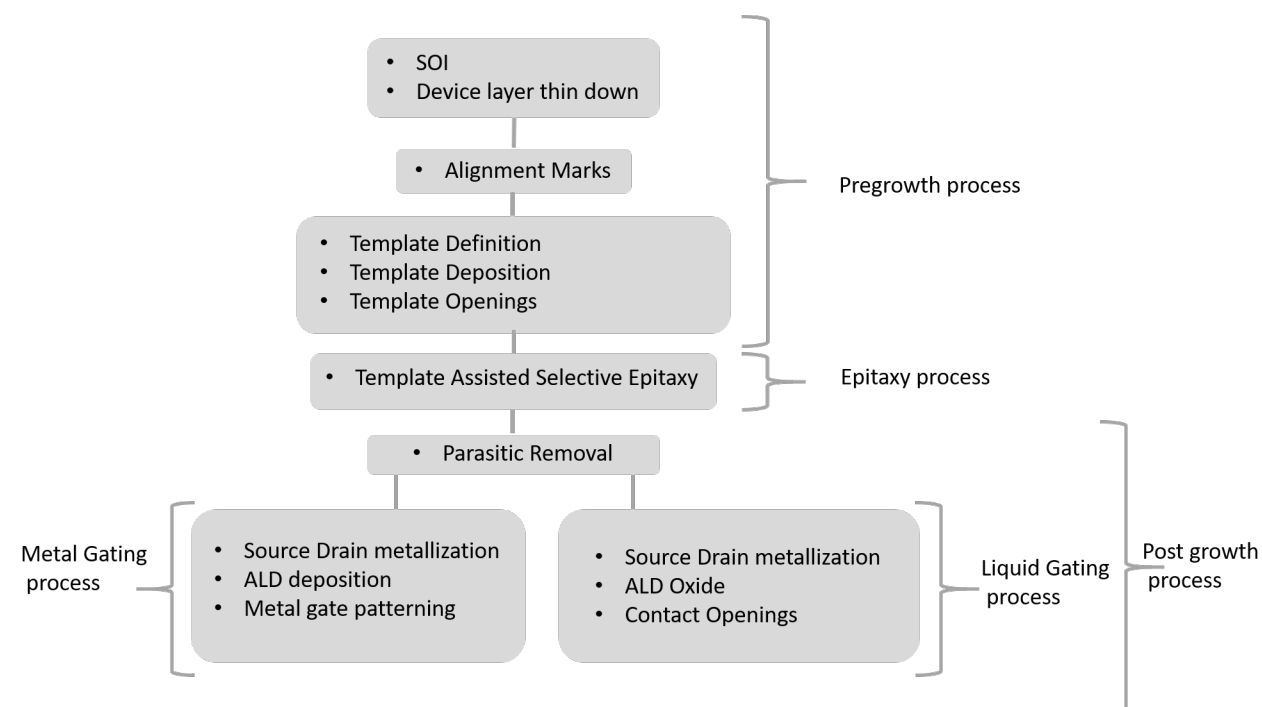 • SOI
• Device layer thin down
• Alignment Marks
Pregrowth process
• Template Definition
• Template Deposition
• Template Openings
• Template Assisted Selective Epitaxy
Epitaxy process
• Parasitic Removal
Metal Gating
process
• Source Drain metallization
• ALD deposition
• Metal gate patterning
• Source Drain metallization
• ALD Oxide
• Contact Openings
Liquid Gating
process
Post growth
process